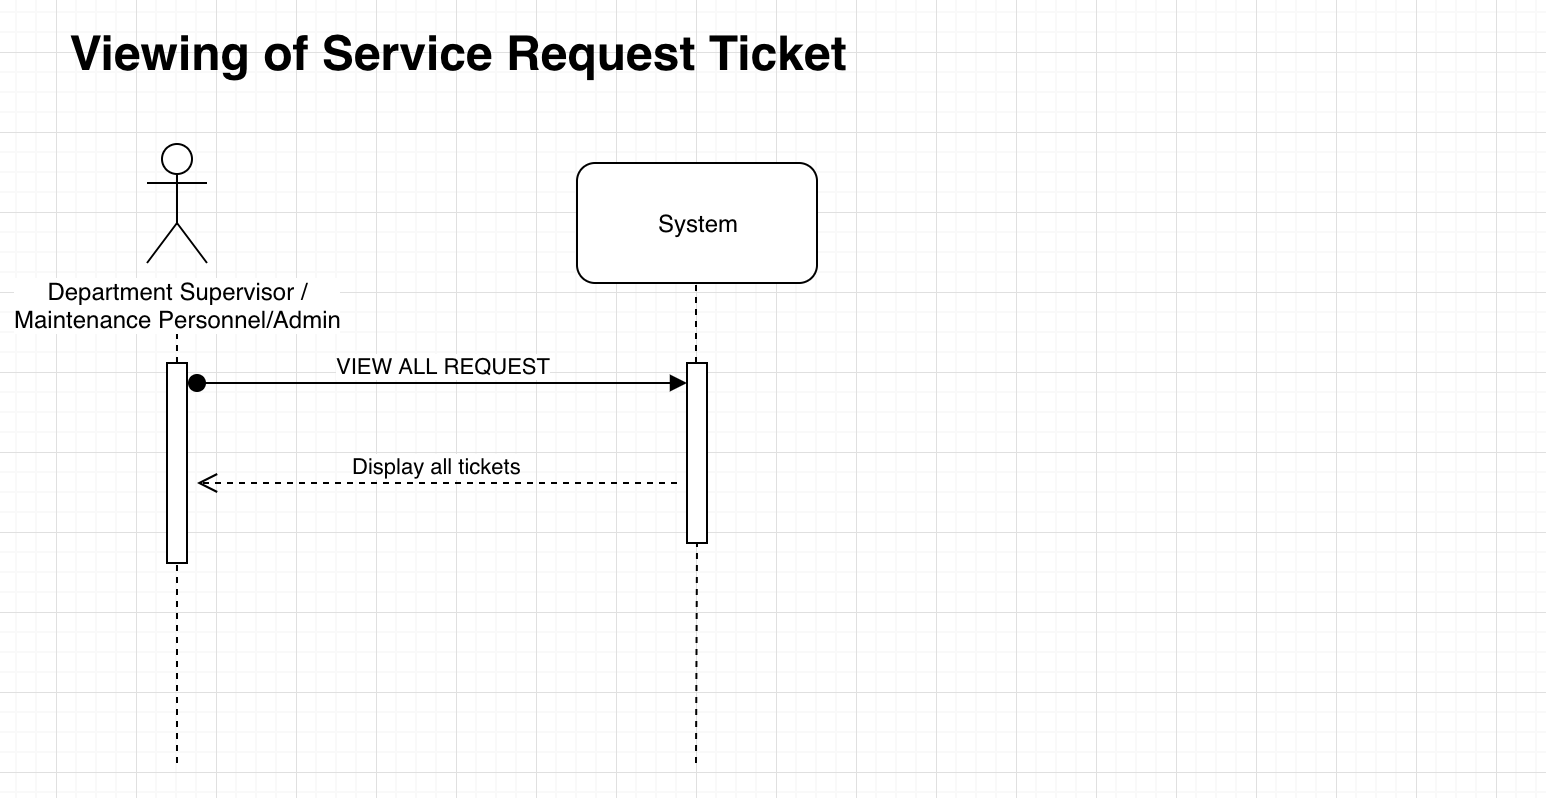 Viewing of Service Request Ticket
System
Department Supervisor /
Maintenance Personnel/Admin
VIEW ALL REQUEST
Display all tickets